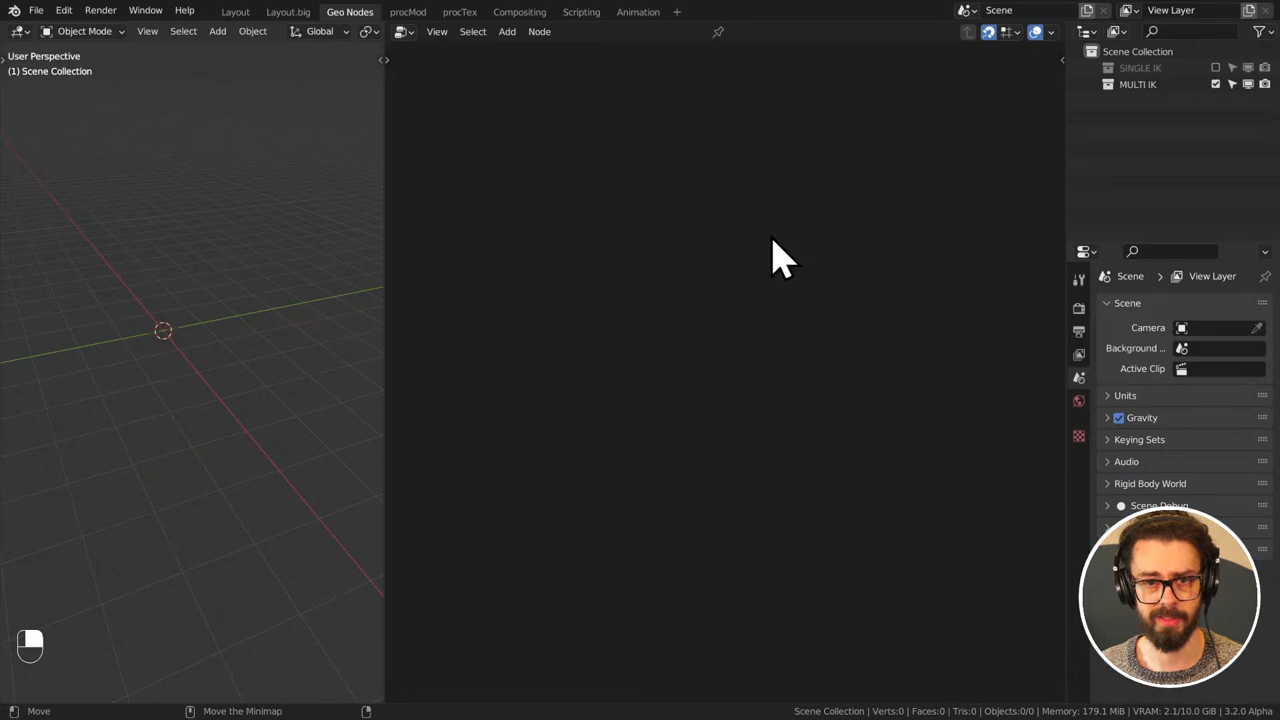 File Edit Render Window Help Layout Layout.big Geo Nodes procMod procTex Compositing Scripting Animation + Scene View Layer
Object Mode View Select Add Object Global View Select Add Node
User Perspective
(1) Scene Collection
Scene Collection
SINGLE IK
MULTI IK
Scene > View Layer
Scene
Camera
Background ...
Active Clip
Units
Gravity
Keying Sets
Audio
Rigid Body World
Scene Debug
Move Move the Minimap Scene Collection | Verts:0 | Faces:0 | Tris:0 | Objects:0/0 | Memory: 179.1 MiB | VRAM: 2.1/10.0 GiB | 3.2.0 Alpha